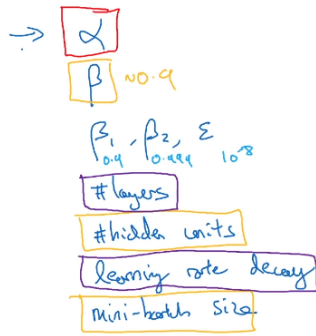 → α
β ~0.9
β₁, β₂, ε
0.9 0.999 10⁻⁸
#layers
#hidden units
learning rate decay
mini-batch size